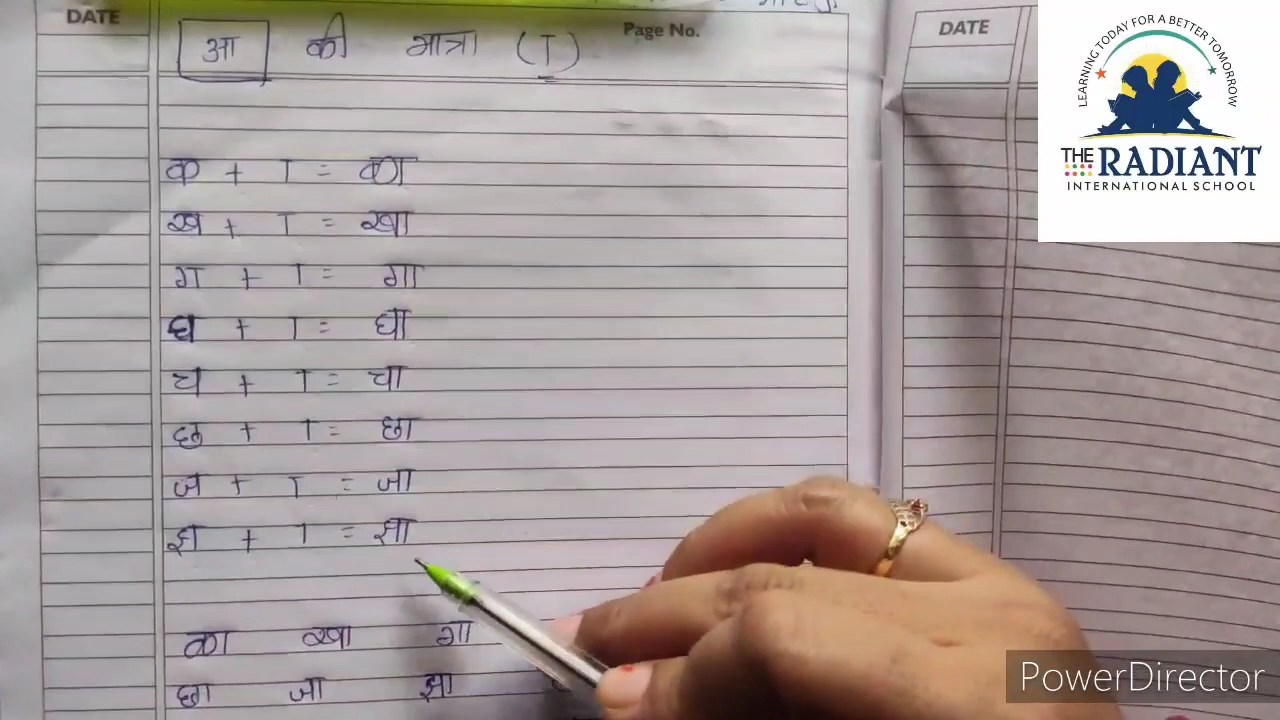 DATE
आ की मात्रा (ा)
Page No.
DATE
क + ा = का
ख + ा = खा
ग + ा = गा
घ + ा = घा
च + ा = चा
छ + ा = छा
ज + ा = जा
झ + ा = झा
का खा गा
छा जा झा
LEARNING TODAY FOR A BETTER TOMORROW
THE RADIANT
INTERNATIONAL SCHOOL
PowerDirector